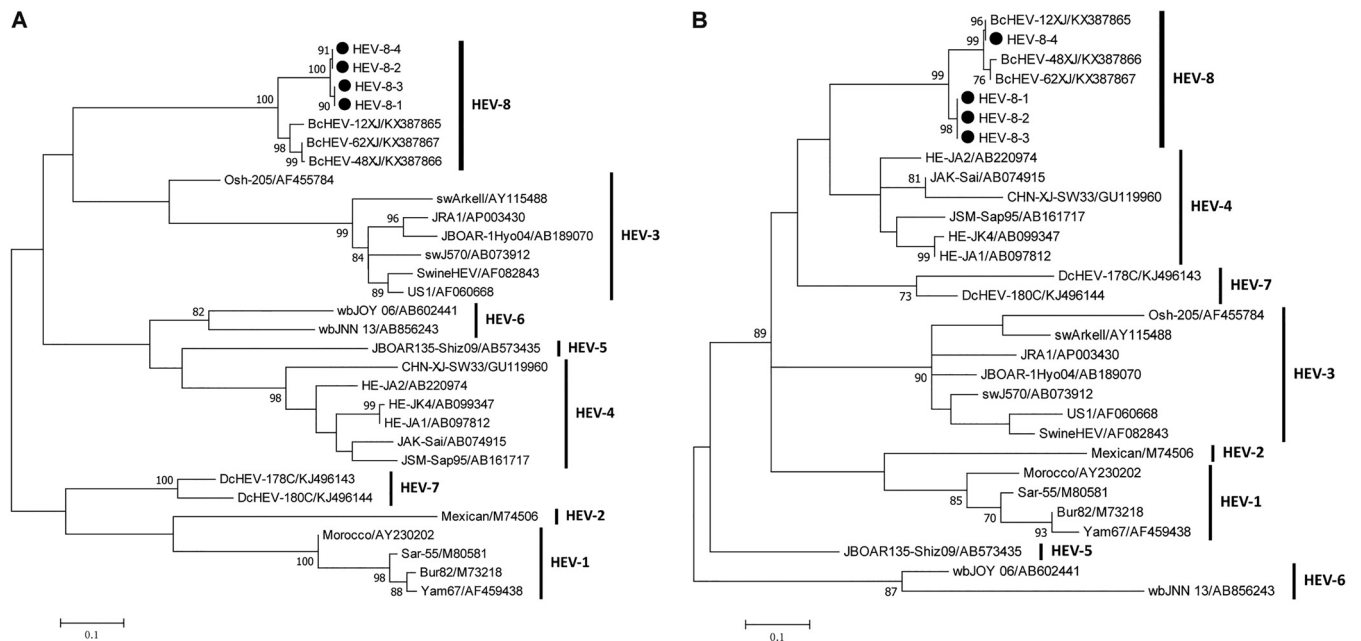 A
91
HEV-8-4
HEV-8-2
100
HEV-8-3
90
HEV-8-1
100
BcHEV-12XJ/KX387865
98
BcHEV-62XJ/KX387867
99
BcHEV-48XJ/KX387866
HEV-8
Osh-205/AF455784
swArkell/AY115488
99
96
JRA1/AP003430
JBOAR-1Hyo04/AB189070
84
swJ570/AB073912
SwineHEV/AF082843
89
US1/AF060668
HEV-3
82
wbJOY 06/AB602441
wbJNN 13/AB856243
HEV-6
JBOAR135-Shiz09/AB573435
HEV-5
CHN-XJ-SW33/GU119960
98
HE-JA2/AB220974
99
HE-JK4/AB099347
HE-JA1/AB097812
JAK-Sai/AB074915
JSM-Sap95/AB161717
HEV-4
100
DcHEV-178C/KJ496143
DcHEV-180C/KJ496144
HEV-7
Mexican/M74506
HEV-2
Morocco/AY230202
100
Sar-55/M80581
98
Bur82/M73218
88
Yam67/AF459438
HEV-1
0.1
B
96
BcHEV-12XJ/KX387865
99
HEV-8-4
BcHEV-48XJ/KX387866
76
BcHEV-62XJ/KX387867
99
HEV-8-1
HEV-8-2
98
HEV-8-3
HEV-8
HE-JA2/AB220974
81
JAK-Sai/AB074915
CHN-XJ-SW33/GU119960
JSM-Sap95/AB161717
HE-JK4/AB099347
99
HE-JA1/AB097812
HEV-4
DcHEV-178C/KJ496143
73
DcHEV-180C/KJ496144
HEV-7
89
Osh-205/AF455784
swArkell/AY115488
JRA1/AP003430
90
JBOAR-1Hyo04/AB189070
swJ570/AB073912
US1/AF060668
SwineHEV/AF082843
HEV-3
Mexican/M74506
HEV-2
Morocco/AY230202
85
Sar-55/M80581
70
Bur82/M73218
93
Yam67/AF459438
HEV-1
JBOAR135-Shiz09/AB573435
HEV-5
wbJOY 06/AB602441
87
wbJNN 13/AB856243
HEV-6
0.1